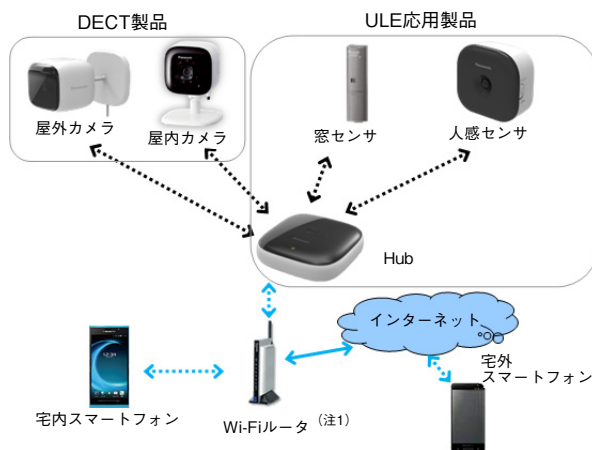 DECT製品
ULE応用製品
屋外カメラ
屋内カメラ
窓センサ
人感センサ
Hub
インターネット
宅外
スマートフォン
宅内スマートフォン
Wi-Fiルータ（注1）